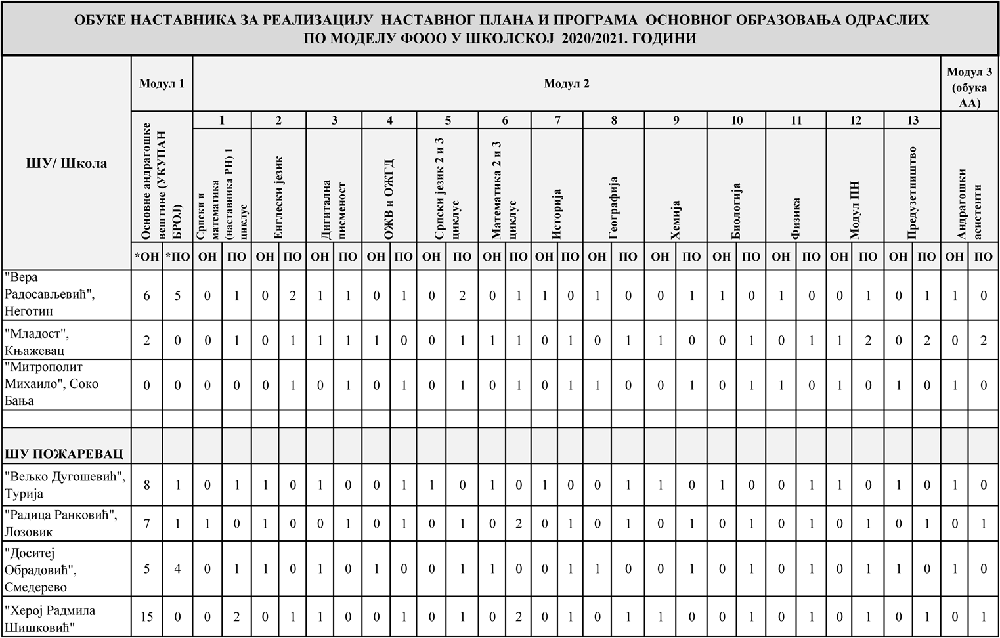 ОБУКЕ НАСТАВНИКА ЗА РЕАЛИЗАЦИЈУ НАСТАВНОГ ПЛАНА И ПРОГРАМА ОСНОВНОГ ОБРАЗОВАЊА ОДРАСЛИХ
ПО МОДЕЛУ ФООО У ШКОЛСКОЈ 2020/2021. ГОДИНИ
ШУ/ Школа
Модул 1
Модул 2
Модул 3
(обука
АА)
1 2 3 4 5 6 7 8 9 10 11 12 13
Основне андрагошке
вештине (УКУПАН
БРОЈ)
Српски и
математика
(наставника РН) 1
циклус
Енглески језик
Дигитална
писменост
ОЖВ и ОЖГД
Српски језик 2 и 3
циклус
Математика 2 и 3
циклус
Историја
Географија
Хемија
Биологија
Физика
Модул ПН
Предузетништво
Андрагошки
асистенти
*ОН *ПО ОН ПО ОН ПО ОН ПО ОН ПО ОН ПО ОН ПО ОН ПО ОН ПО ОН ПО ОН ПО ОН ПО ОН ПО ОН ПО ОН ПО
"Вера
Радосављевић",
Неготин
6 5 0 1 0 2 1 1 0 1 0 2 0 1 1 0 1 0 0 1 1 0 1 0 0 1 0 1 1 0
"Младост",
Књажевац
2 0 0 1 0 1 1 1 1 0 0 1 1 1 0 1 0 1 1 0 0 1 0 1 1 2 0 2 0 2
"Митрополит
Михаило", Соко
Бања
0 0 0 0 0 1 0 1 0 1 0 1 0 1 0 1 1 0 0 1 0 1 1 0 1 0 1 0 1 0
ШУ ПОЖАРЕВАЦ
"Вељко Дугошевић",
Турија
8 1 0 1 1 0 1 0 0 1 1 0 1 0 1 0 0 1 1 0 1 0 0 1 1 0 1 0 1 0
"Радица Ранковић",
Лозовик
7 1 1 0 1 0 0 1 0 1 0 1 0 2 0 1 0 1 0 1 0 1 0 1 0 1 0 1 0 1
"Доситеј
Обрадовић",
Смедерево
5 4 0 1 1 0 1 0 1 0 0 1 1 0 0 1 1 0 0 1 0 1 0 1 0 1 1 0 1 0
"Херој Радмила
Шишковић"
15 0 0 2 0 1 1 0 0 1 0 1 0 2 0 1 0 1 1 0 0 1 0 1 0 1 0 1 0 1